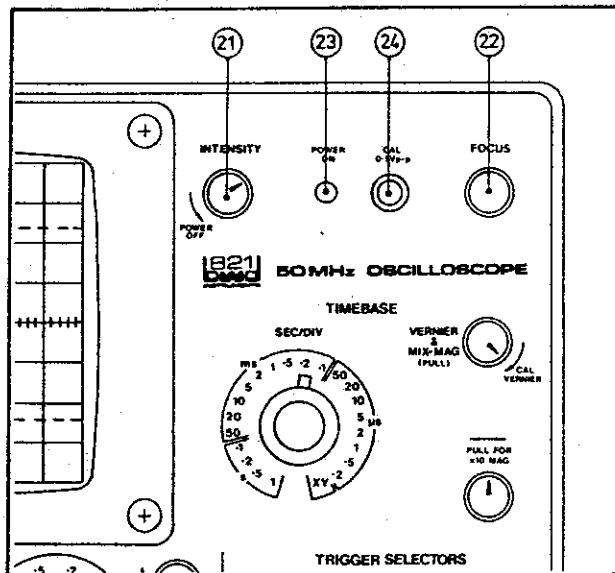 21 23 24 22
INTENSITY
POWER
ON
CAL
0·5Vp-p
FOCUS
POWER
OFF
821
50MHz OSCILLOSCOPE
TIMEBASE
SEC/DIV
VERNIER
&
MIX-MAG
(PULL)
CAL
VERNIER
ms 2 1 ·5 ·2 ·1 50
5 20
10 10
20 5 µs
50 2
·1 1
·2 ·5
s ·5 1 XY ·2
PULL FOR
×10 MAG
TRIGGER SELECTORS
·5 ·2